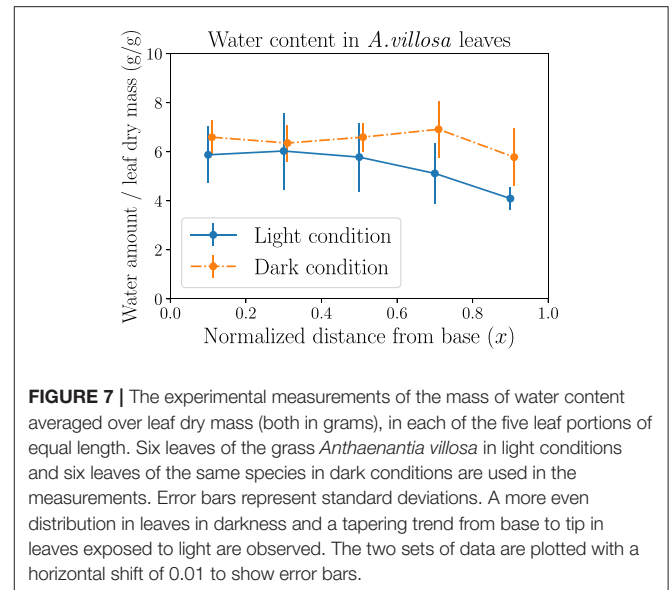 Water content in A.villosa leaves
Water amount / leaf dry mass (g/g)
10
8
6
4
2
0
Light condition
Dark condition
0.0 0.2 0.4 0.6 0.8 1.0
Normalized distance from base (x)
FIGURE 7 | The experimental measurements of the mass of water content
averaged over leaf dry mass (both in grams), in each of the five leaf portions of
equal length. Six leaves of the grass Anthaenantia villosa in light conditions
and six leaves of the same species in dark conditions are used in the
measurements. Error bars represent standard deviations. A more even
distribution in leaves in darkness and a tapering trend from base to tip in
leaves exposed to light are observed. The two sets of data are plotted with a
horizontal shift of 0.01 to show error bars.